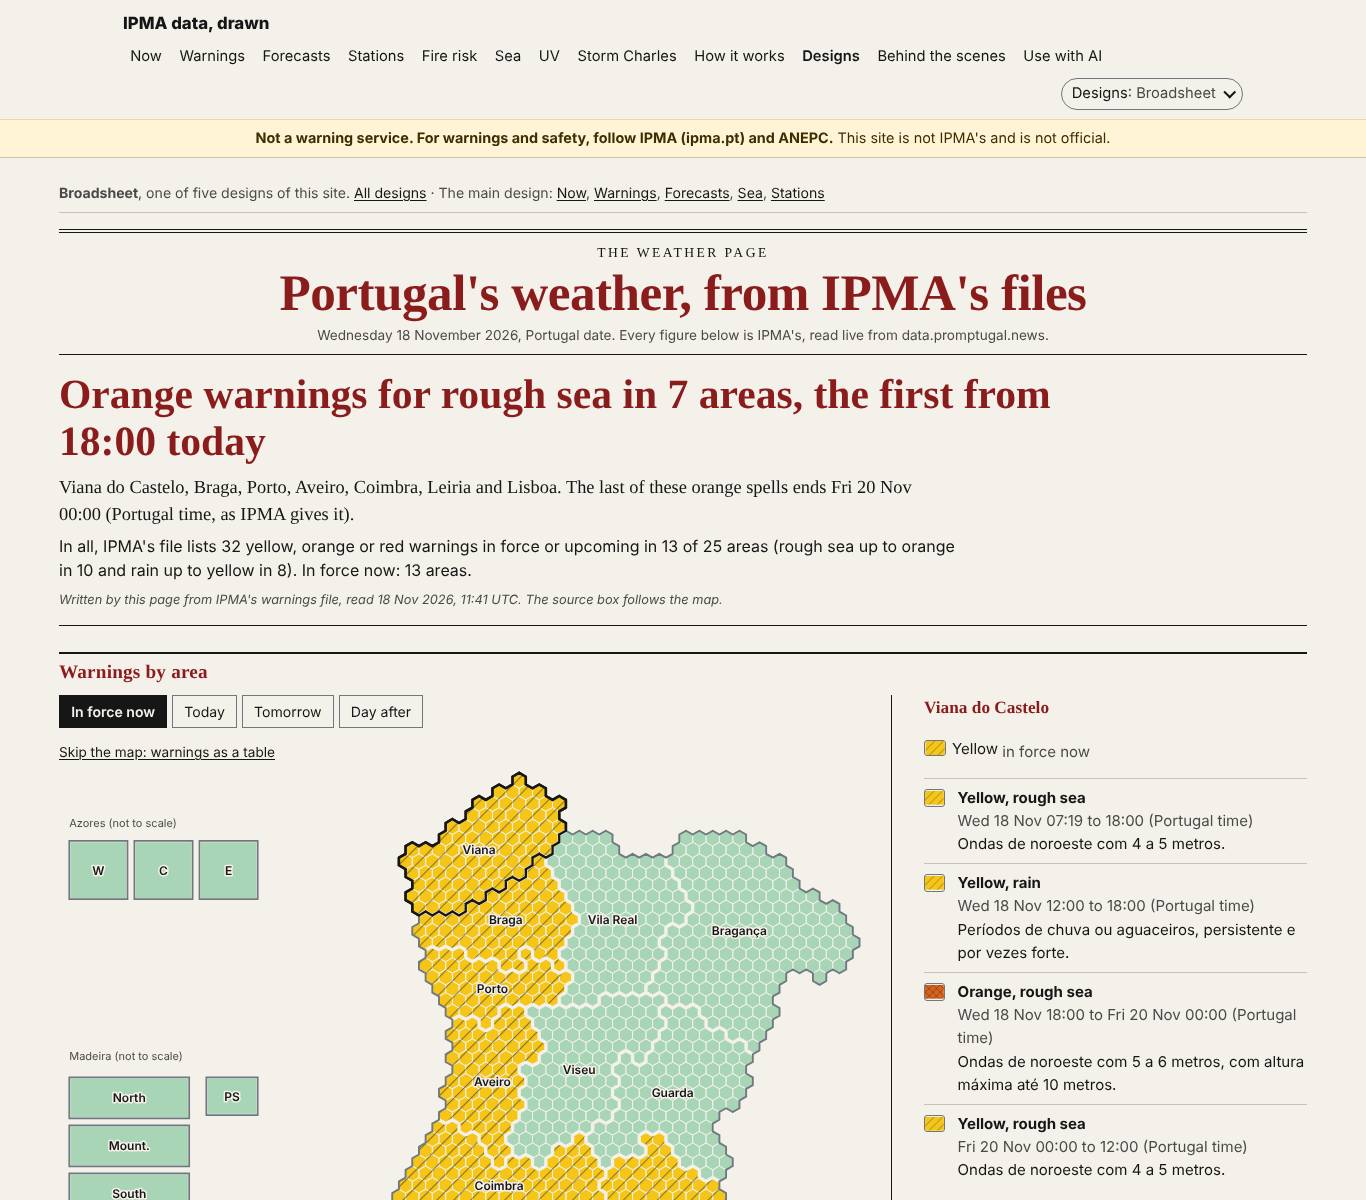 IPMA data, drawn
Now Warnings Forecasts Stations Fire risk Sea UV Storm Charles How it works Designs Behind the scenes Use with AI
Designs: Broadsheet
Not a warning service. For warnings and safety, follow IPMA (ipma.pt) and ANEPC. This site is not IPMA's and is not official.
Broadsheet, one of five designs of this site. All designs · The main design: Now, Warnings, Forecasts, Sea, Stations
THE WEATHER PAGE
Portugal's weather, from IPMA's files
Wednesday 18 November 2026, Portugal date. Every figure below is IPMA's, read live from data.promptugal.news.
Orange warnings for rough sea in 7 areas, the first from
18:00 today
Viana do Castelo, Braga, Porto, Aveiro, Coimbra, Leiria and Lisboa. The last of these orange spells ends Fri 20 Nov
00:00 (Portugal time, as IPMA gives it).
In all, IPMA's file lists 32 yellow, orange or red warnings in force or upcoming in 13 of 25 areas (rough sea up to orange
in 10 and rain up to yellow in 8). In force now: 13 areas.
Written by this page from IPMA's warnings file, read 18 Nov 2026, 11:41 UTC. The source box follows the map.
Warnings by area
In force now Today Tomorrow Day after
Skip the map: warnings as a table
Azores (not to scale)
W C E
Madeira (not to scale)
North PS
Mount.
South
Viana
Braga
Vila Real
Bragança
Porto
Viseu
Aveiro
Guarda
Coimbra
Viana do Castelo
Yellow in force now
Yellow, rough sea
Wed 18 Nov 07:19 to 18:00 (Portugal time)
Ondas de noroeste com 4 a 5 metros.
Yellow, rain
Wed 18 Nov 12:00 to 18:00 (Portugal time)
Períodos de chuva ou aguaceiros, persistente e
por vezes forte.
Orange, rough sea
Wed 18 Nov 18:00 to Fri 20 Nov 00:00 (Portugal
time)
Ondas de noroeste com 5 a 6 metros, com altura
máxima até 10 metros.
Yellow, rough sea
Fri 20 Nov 00:00 to 12:00 (Portugal time)
Ondas de noroeste com 4 a 5 metros.